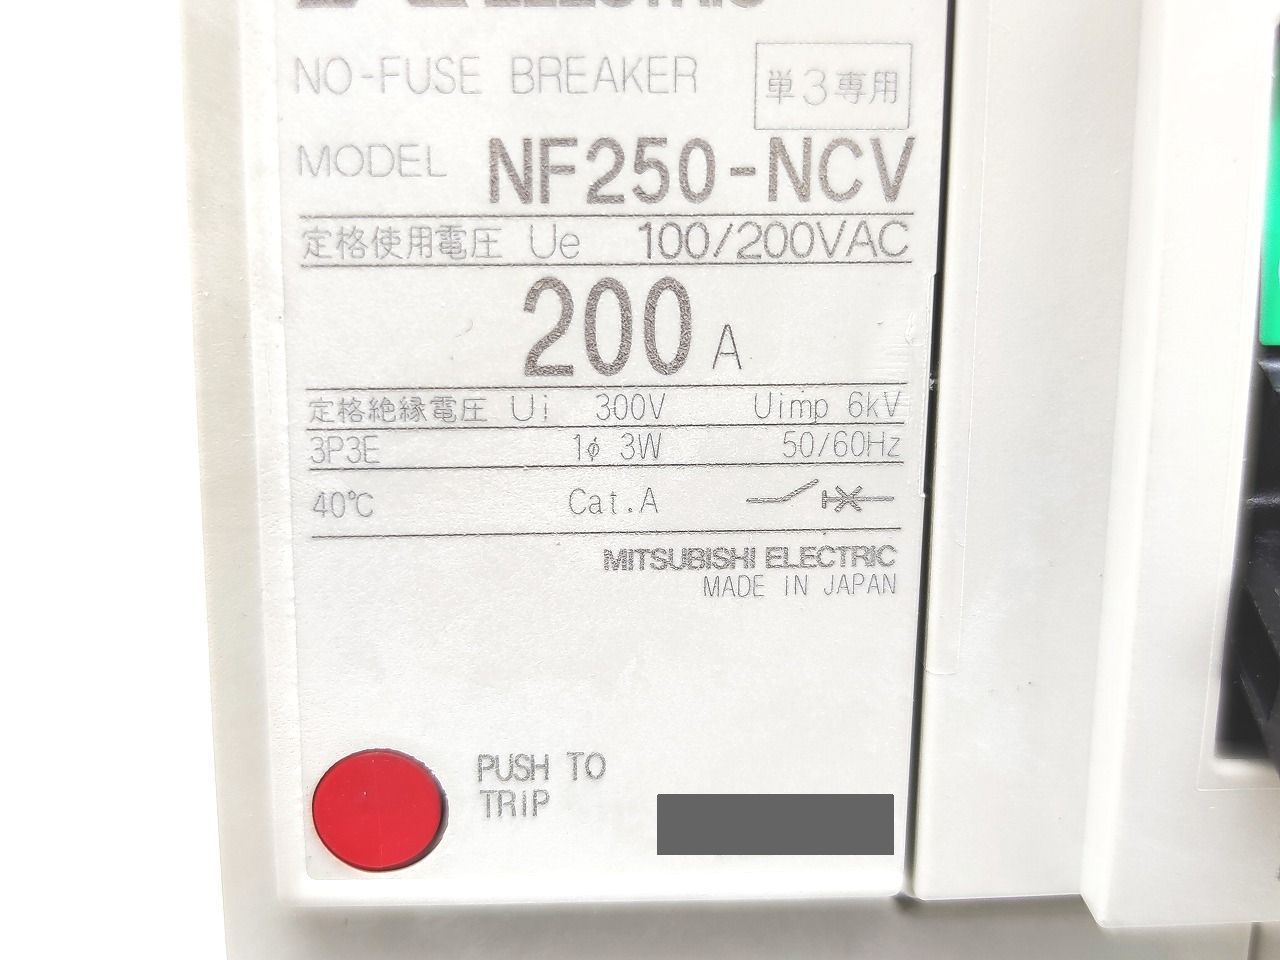 ELECTRIC
NO-FUSE BREAKER
単3専用
MODEL NF250-NCV
定格使用電圧 Ue 100/200VAC
200 A
定格絶縁電圧 Ui 300V Uimp 6kV
3P3E 1ϕ 3W 50/60Hz
40℃ Cat.A
MITSUBISHI ELECTRIC
MADE IN JAPAN
PUSH TO
TRIP